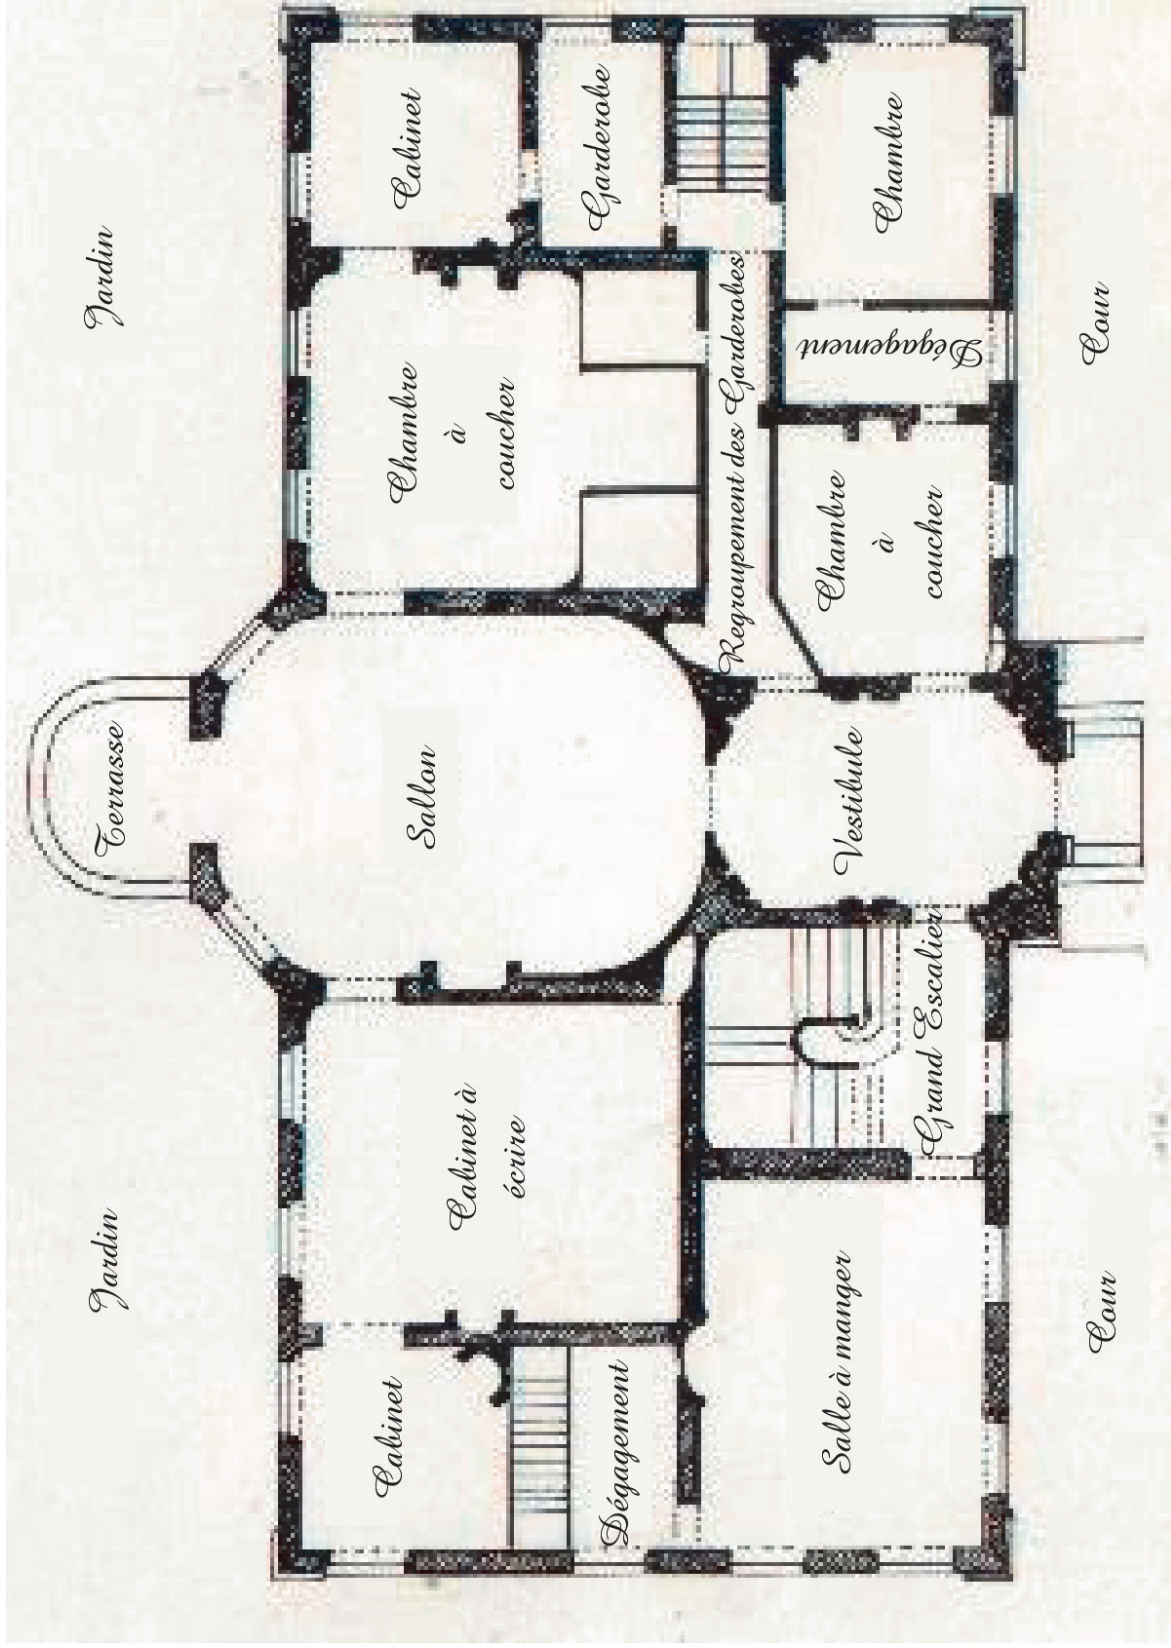 Jardin
Terrasse
Jardin
Cabinet
Cabinet à
écrire
Sallon
Chambre
à
coucher
Cabinet
Dégagement
Garderobe
Regroupement des Garderobes
Salle à manger
Grand Escalier
Vestibule
Chambre
à
coucher
Dégagement
Chambre
Cour
Cour